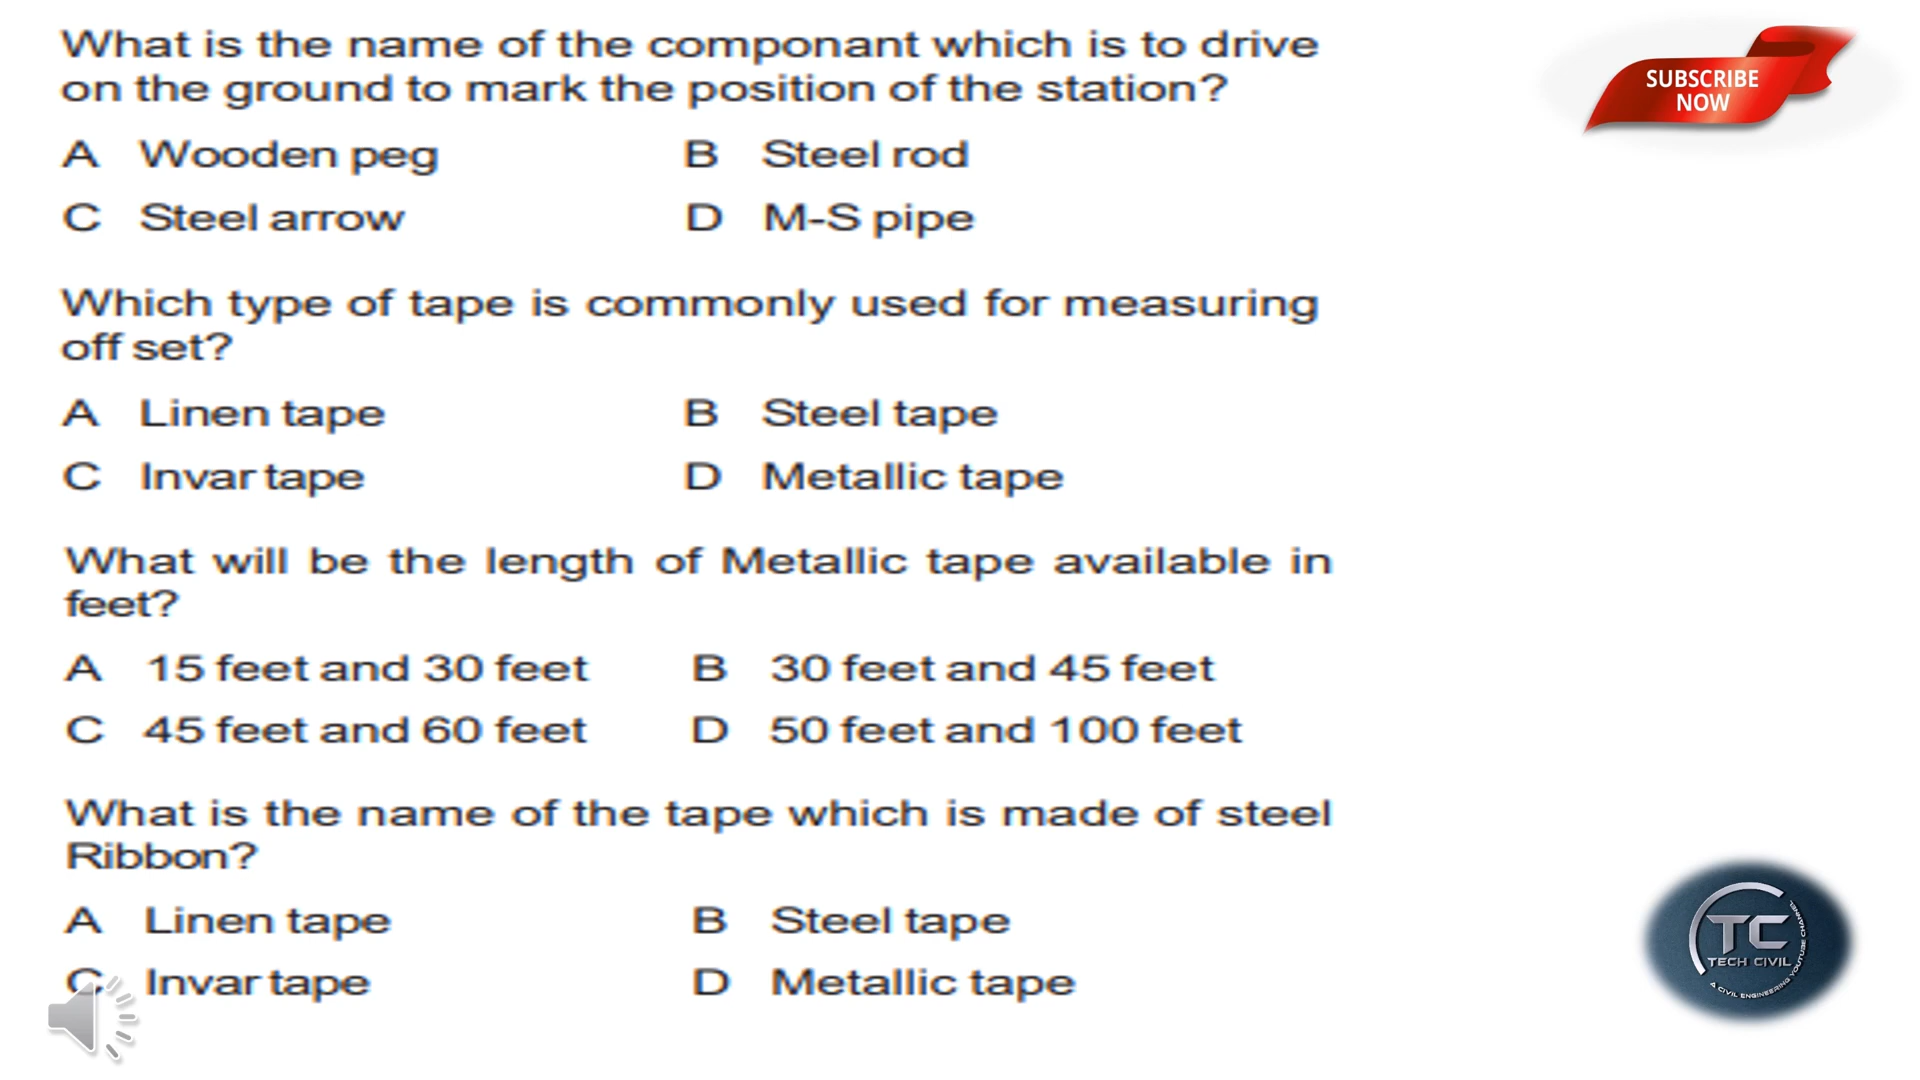 What is the name of the componant which is to drive
on the ground to mark the position of the station?
A Wooden peg B Steel rod
C Steel arrow D M-S pipe
Which type of tape is commonly used for measuring
off set?
A Linen tape B Steel tape
C Invar tape D Metallic tape
What will be the length of Metallic tape available in
feet?
A 15 feet and 30 feet B 30 feet and 45 feet
C 45 feet and 60 feet D 50 feet and 100 feet
What is the name of the tape which is made of steel
Ribbon?
A Linen tape B Steel tape
C Invar tape D Metallic tape
SUBSCRIBE
NOW
TC
TECH CIVIL
A CIVIL ENGINEERING YOUTUBE CHANNEL